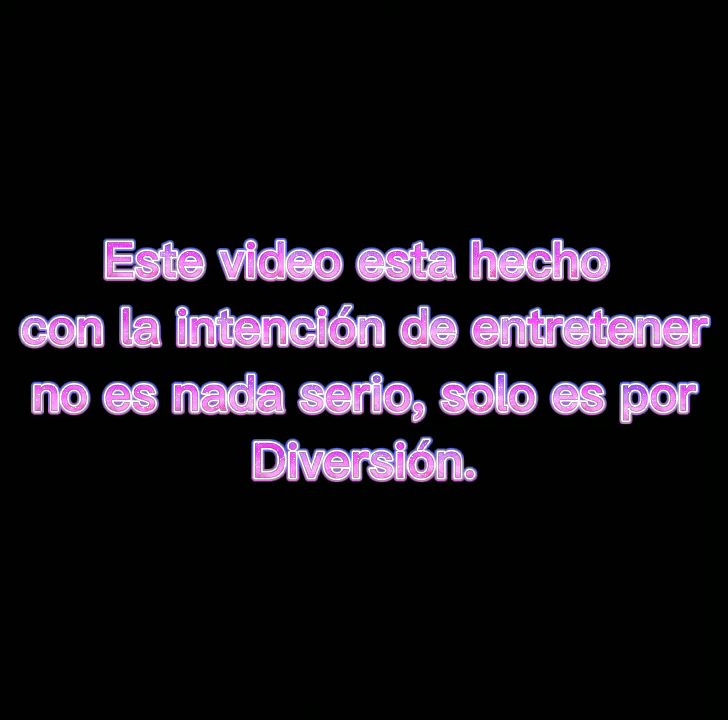 Este video esta hecho
con la intención de entretener
no es nada serio, solo es por
Diversión.